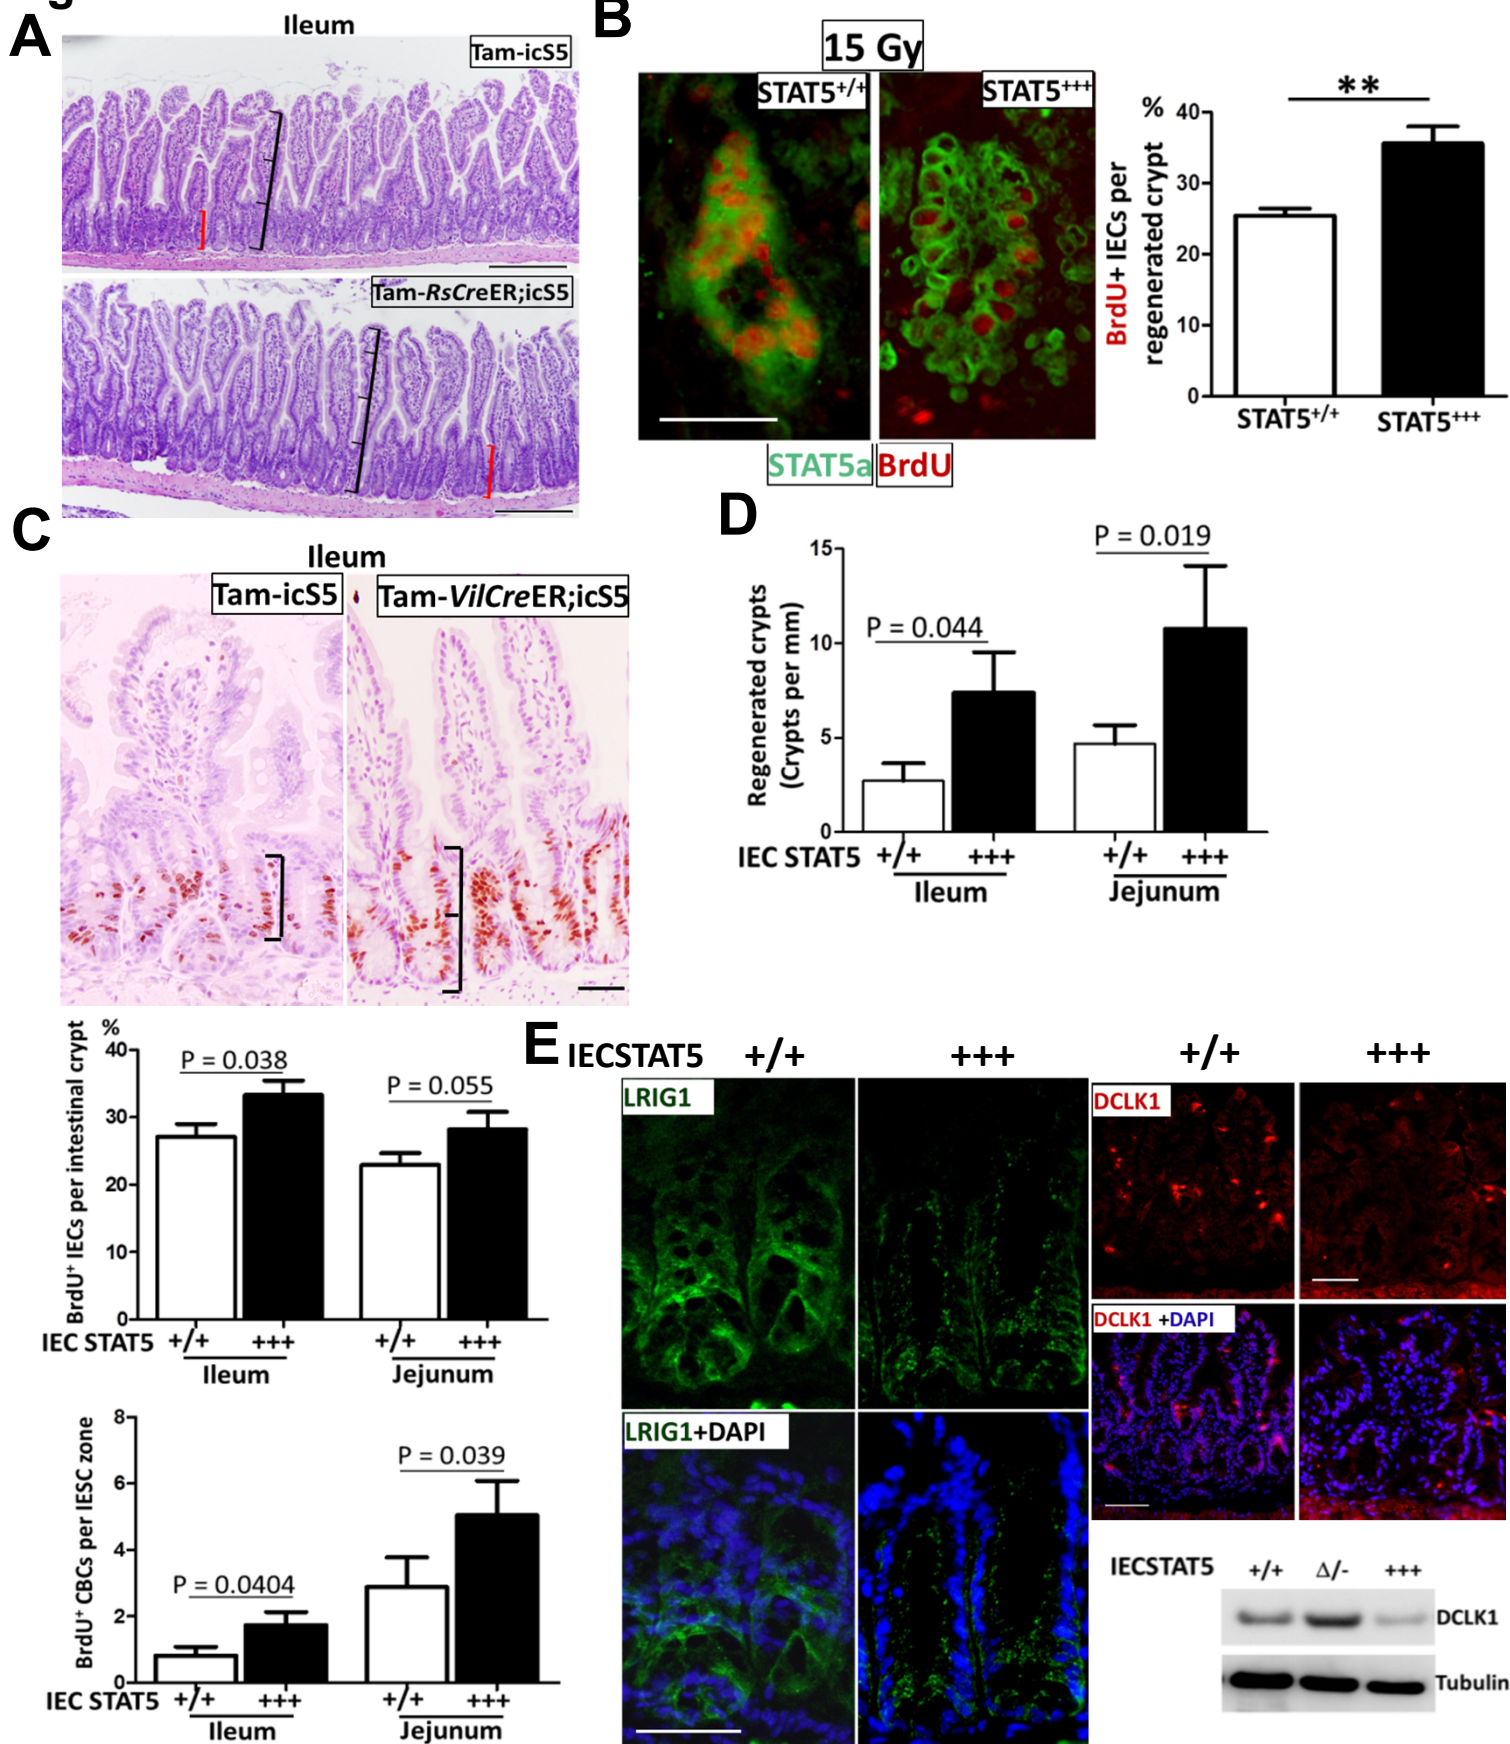 A
Ileum
Tam-icS5
Tam-RsCreER;icS5
B
15 Gy
STAT5+/+
STAT5+++
STAT5a
BrdU
BrdU+ IECs per
regenerated crypt
%
40
30
20
10
0
**
STAT5+/+
STAT5+++
C
Ileum
Tam-icS5
Tam-VilCreER;icS5
BrdU+ IECs per intestinal crypt
%
40
30
20
10
0
P = 0.038
P = 0.055
IEC STAT5 +/+ +++ +/+ +++
Ileum
Jejunum
BrdU+ CBCs per IESC zone
8
6
4
2
0
P = 0.0404
P = 0.039
IEC STAT5 +/+ +++ +/+ +++
Ileum
Jejunum
D
Regenerated crypts
(Crypts per mm)
15
10
5
0
P = 0.044
P = 0.019
IEC STAT5 +/+ +++ +/+ +++
Ileum
Jejunum
E
IECSTAT5 +/+ +++ +/+ +++
LRIG1
LRIG1+DAPI
DCLK1
DCLK1 +DAPI
IECSTAT5 +/+ Δ/- +++
DCLK1
Tubulin